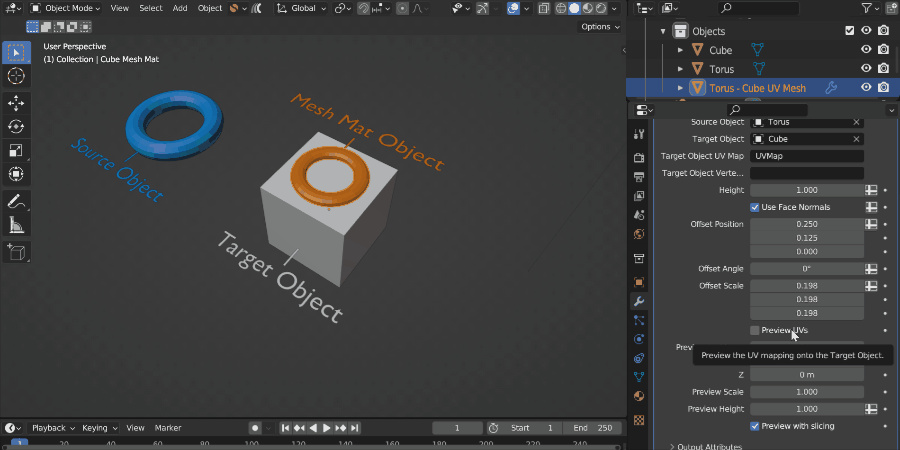 Object Mode
View
Select
Add
Object
Global
Options
User Perspective
(1) Collection | Cube Mesh Mat
Source Object
Mesh Mat Object
Target Object
Objects
Cube
Torus
Torus - Cube UV Mesh
Source Object
Torus
Target Object
Cube
Target Object UV Map
UVMap
Target Object Verte...
Height
1.000
Use Face Normals
Offset Position
0.250
0.125
0.000
Offset Angle
0°
Offset Scale
0.198
0.198
0.198
Preview UVs
Preview the UV mapping onto the Target Object.
Z
0 m
Preview Scale
1.000
Preview Height
1.000
Preview with slicing
Output Attributes
Playback
Keying
View
Marker
1
Start
1
End
250
1
20
40
60
80
100
120
140
160
180
200
220
240